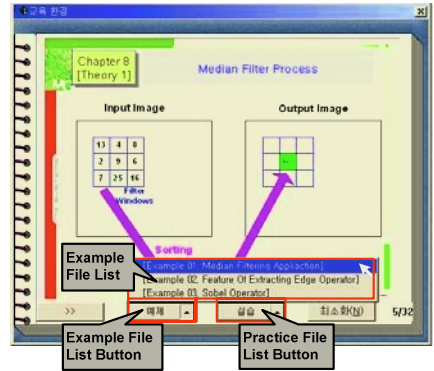 교육 환경
Chapter 8
[Theory 1]
Median Filter Process
Input Image
Output Image
13 4 8
2 9 6
7 25 16
Filter
Windows
Sorting
[Example 01. Median Filtering Application]
[Example 02. Feature Of Extracting Edge Operator]
[Example 03. Sobel Operator]
Example
File List
>>
예제
실습
최소화(N)
5/32
Example File
List Button
Practice File
List Button